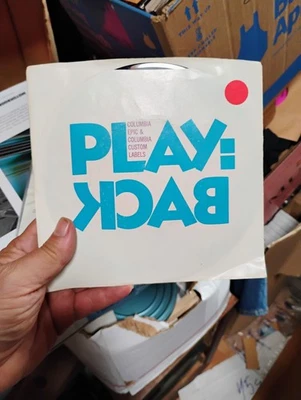 COLUMBIA
EPIC &
COLUMBIA
CUSTOM
LABELS
PLAY:
BACK